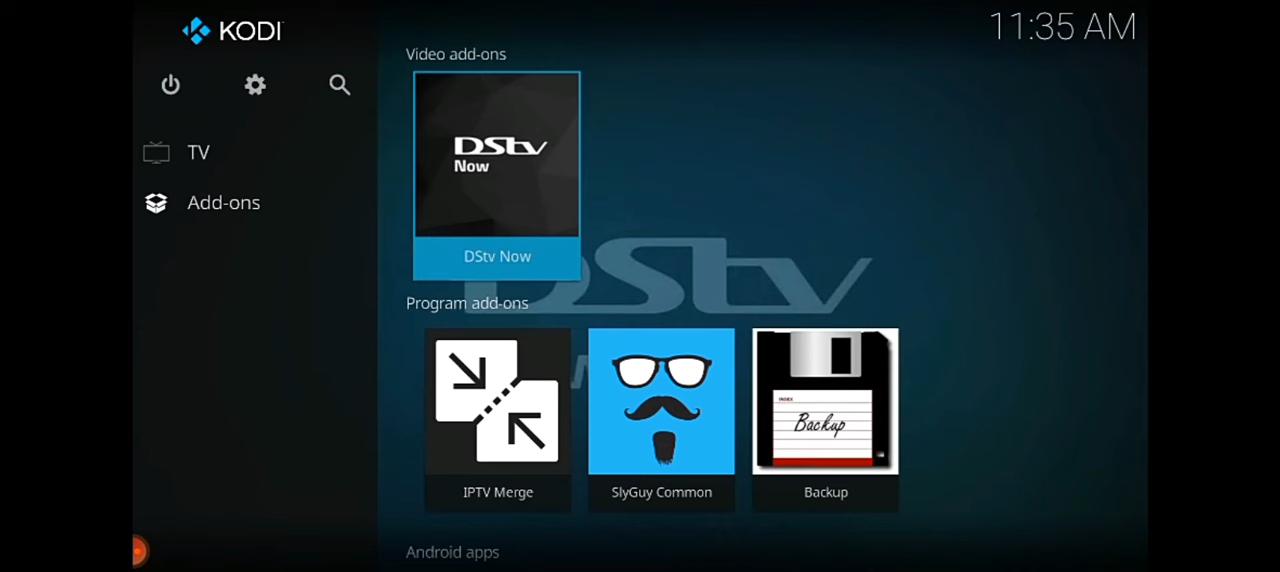 KODI
11:35 AM
TV
Add-ons
Video add-ons
DStv
Now
DStv Now
DStv
Program add-ons
INDEX
Backup
IPTV Merge
SlyGuy Common
Backup
Android apps